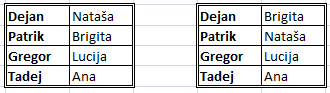 Dejan Nataša Dejan Brigita
Patrik Brigita Patrik Nataša
Gregor Lucija Gregor Lucija
Tadej Ana Tadej Ana